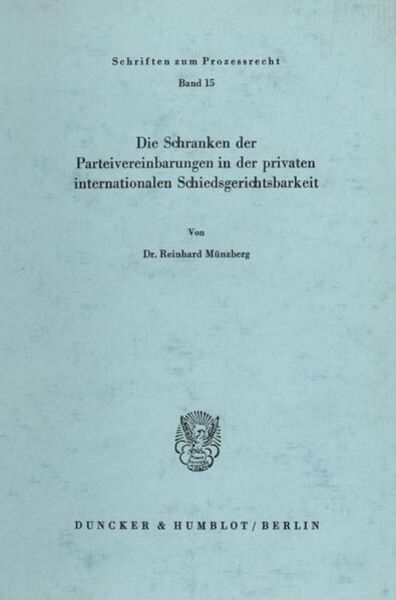 Schriften zum Prozessrecht
Band 15
Die Schranken der
Parteivereinbarungen in der privaten
internationalen Schiedsgerichtsbarkeit
Von
Dr. Reinhard Münzberg
DUNCKER & HUMBLOT / BERLIN